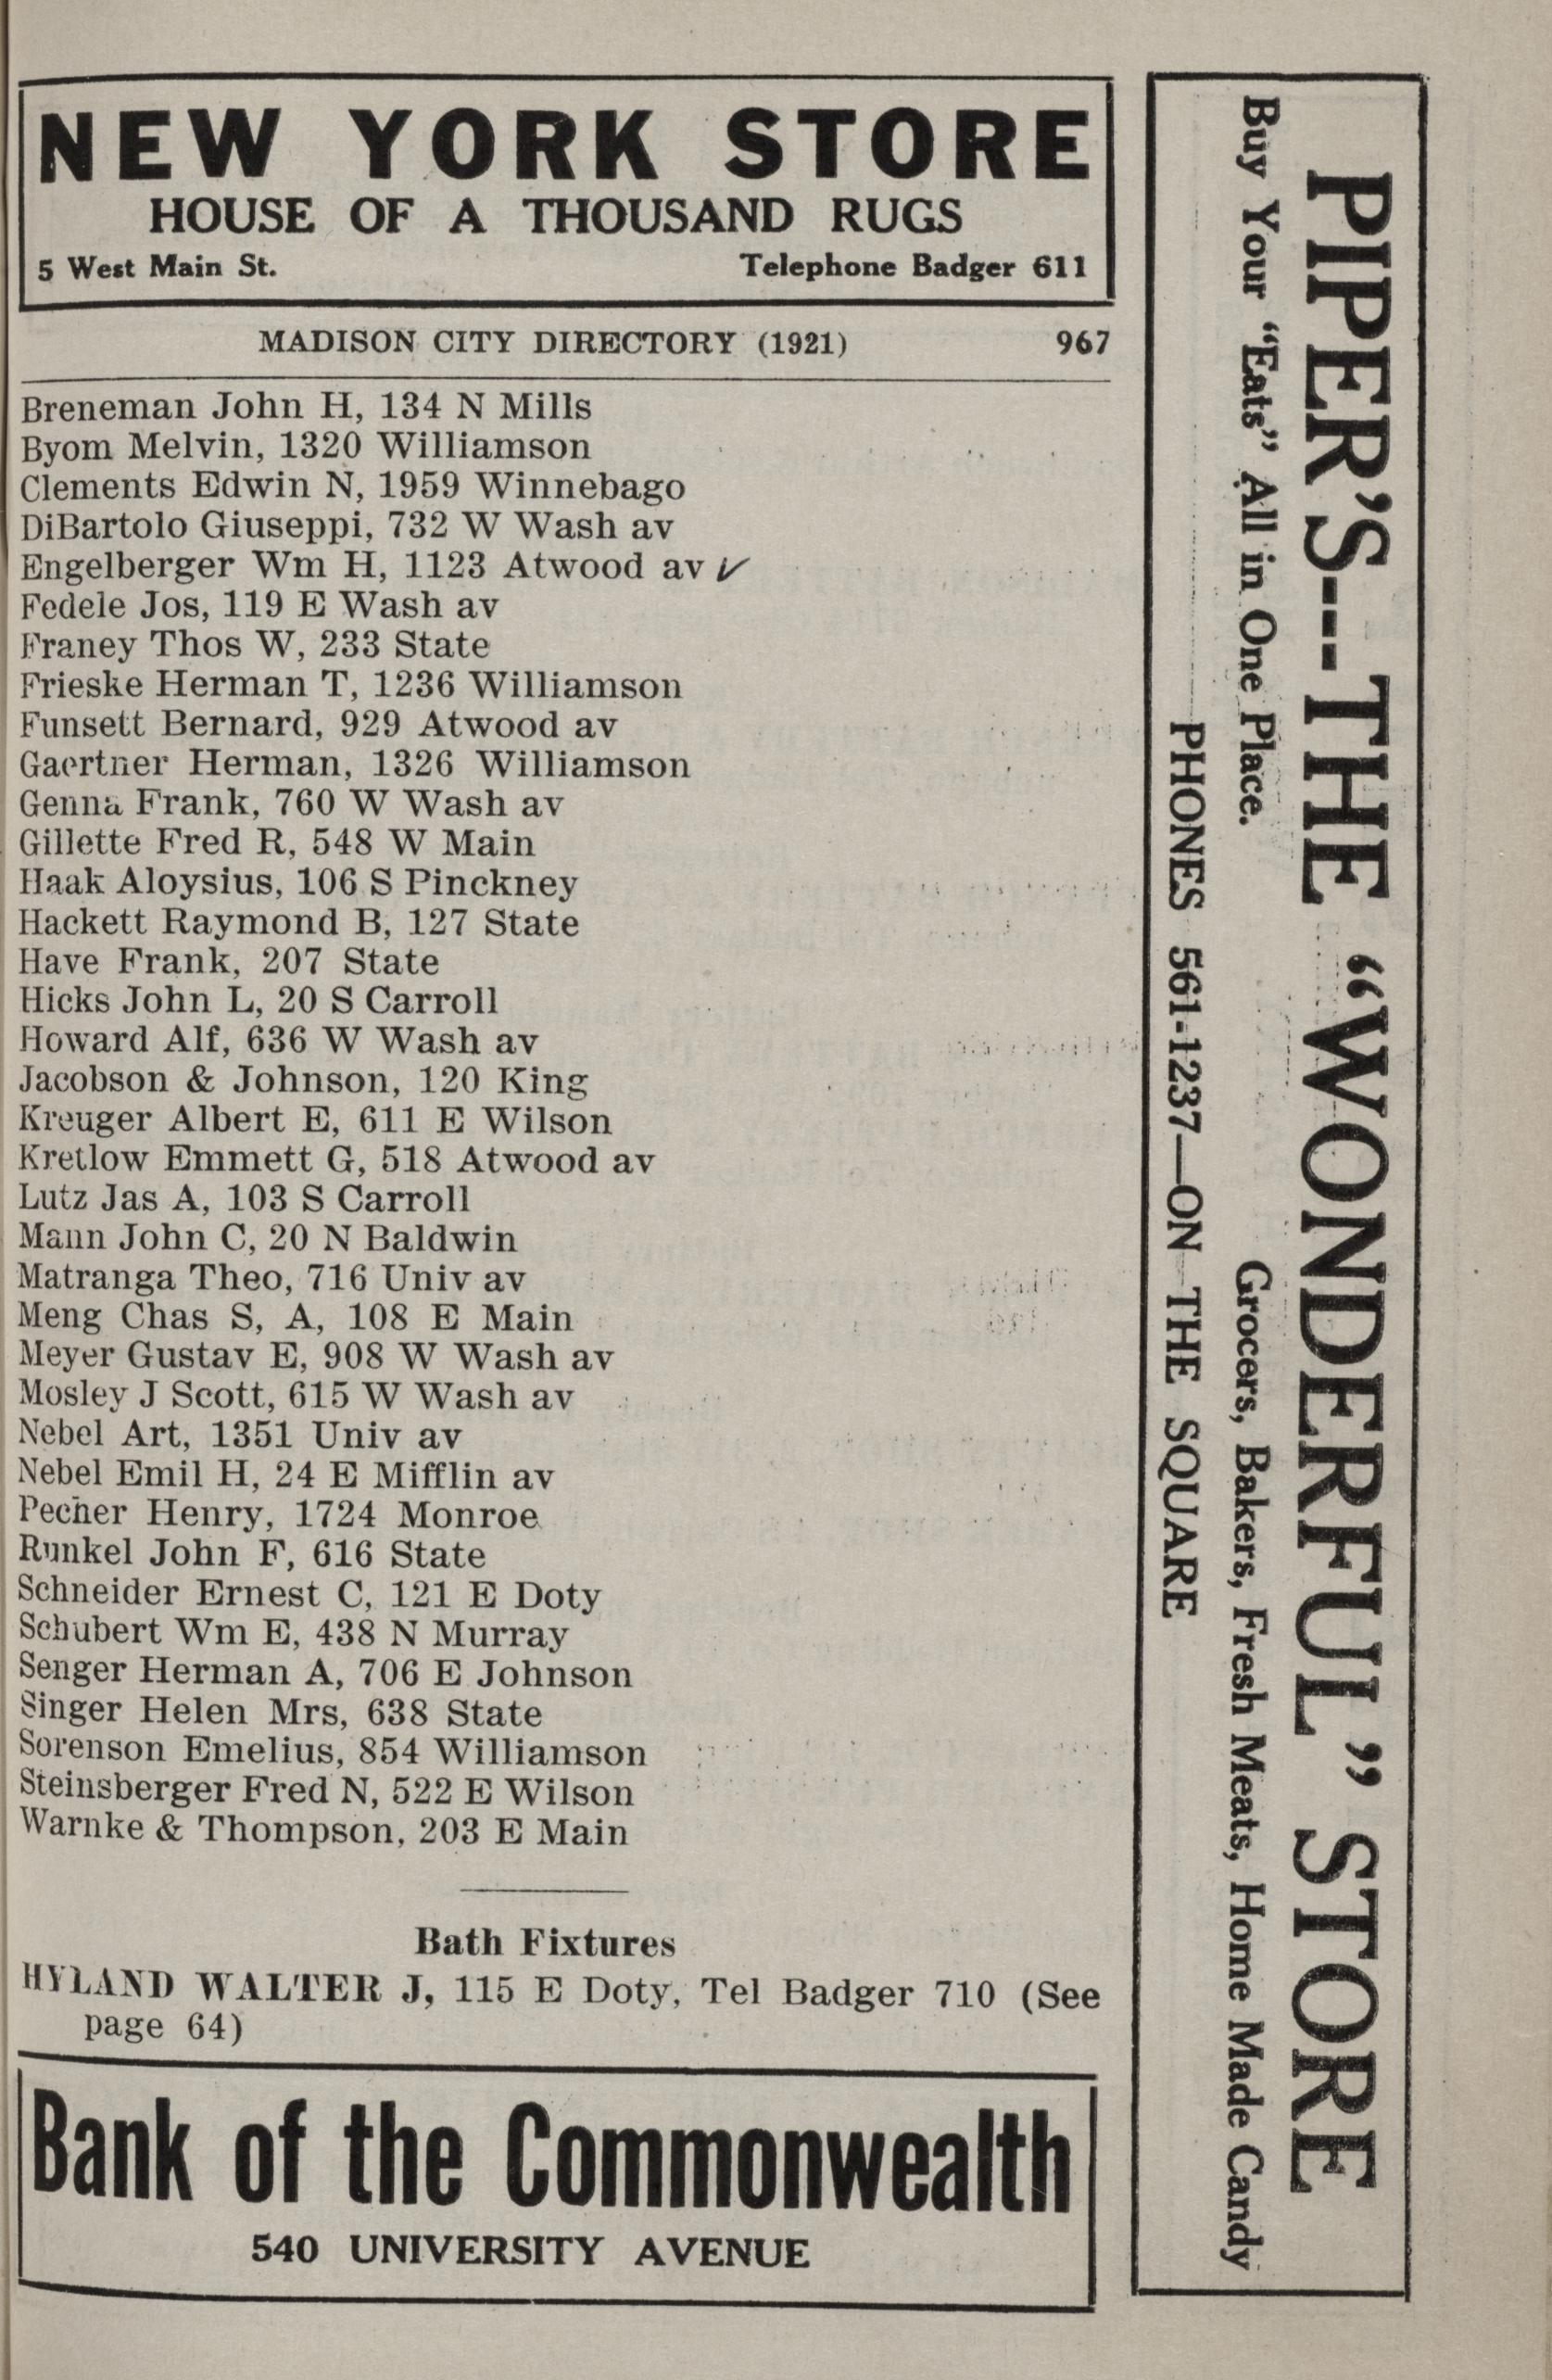 NEW YORK STORE
HOUSE OF A THOUSAND RUGS
5 West Main St. Telephone Badger 611
MADISON CITY DIRECTORY (1921) 967
Breneman John H, 134 N Mills
Byom Melvin, 1320 Williamson
Clements Edwin N, 1959 Winnebago
DiBartolo Giuseppi, 732 W Wash av
Engelberger Wm H, 1123 Atwood av ✓
Fedele Jos, 119 E Wash av
Franey Thos W, 233 State
Frieske Herman T, 1236 Williamson
Funsett Bernard, 929 Atwood av
Gaertner Herman, 1326 Williamson
Genna Frank, 760 W Wash av
Gillette Fred R, 548 W Main
Haak Aloysius, 106 S Pinckney
Hackett Raymond B, 127 State
Have Frank, 207 State
Hicks John L, 20 S Carroll
Howard Alf, 636 W Wash av
Jacobson & Johnson, 120 King
Kreuger Albert E, 611 E Wilson
Kretlow Emmett G, 518 Atwood av
Lutz Jas A, 103 S Carroll
Mann John C, 20 N Baldwin
Matranga Theo, 716 Univ av
Meng Chas S, A, 108 E Main
Meyer Gustav E, 908 W Wash av
Mosley J Scott, 615 W Wash av
Nebel Art, 1351 Univ av
Nebel Emil H, 24 E Mifflin av
Pecher Henry, 1724 Monroe
Runkel John F, 616 State
Schneider Ernest C, 121 E Doty
Schubert Wm E, 438 N Murray
Senger Herman A, 706 E Johnson
Singer Helen Mrs, 638 State
Sorenson Emelius, 854 Williamson
Steinsberger Fred N, 522 E Wilson
Warnke & Thompson, 203 E Main
Bath Fixtures
HYLAND WALTER J, 115 E Doty, Tel Badger 710 (See
page 64)
Bank of the Commonwealth
540 UNIVERSITY AVENUE
PIPER'S---THE "WONDERFUL" STORE
Buy Your "Eats" All in One Place. Grocers, Bakers, Fresh Meats, Home Made Candy
PHONES 561-1237—ON THE SQUARE